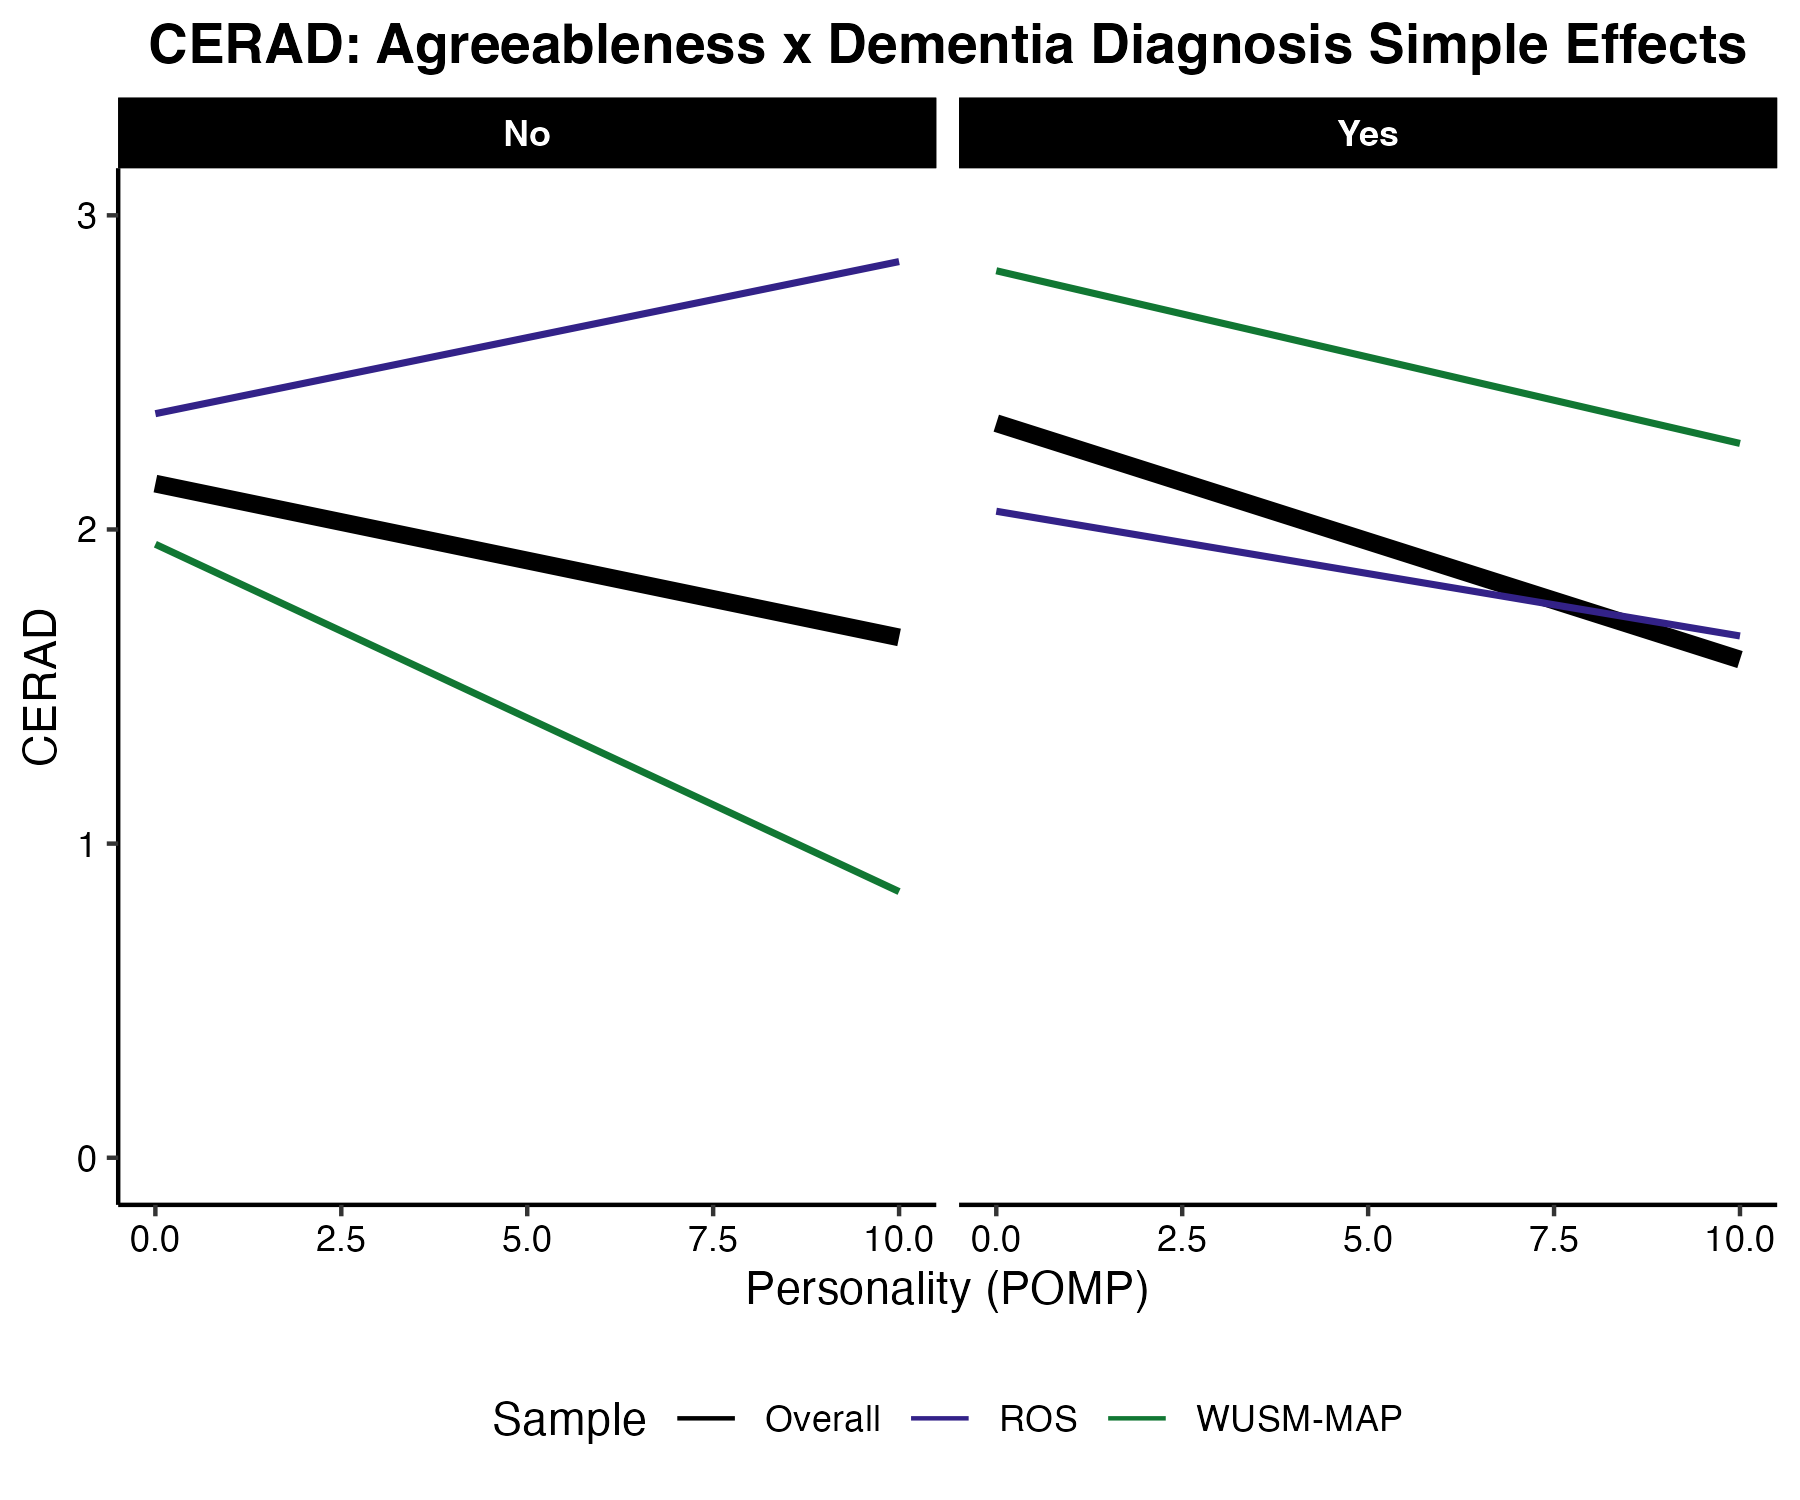 CERAD: Agreeableness x Dementia Diagnosis Simple Effects
No
Yes
3
2
1
0
CERAD
0.0 2.5 5.0 7.5 10.0 0.0 2.5 5.0 7.5 10.0
Personality (POMP)
Sample Overall ROS WUSM-MAP